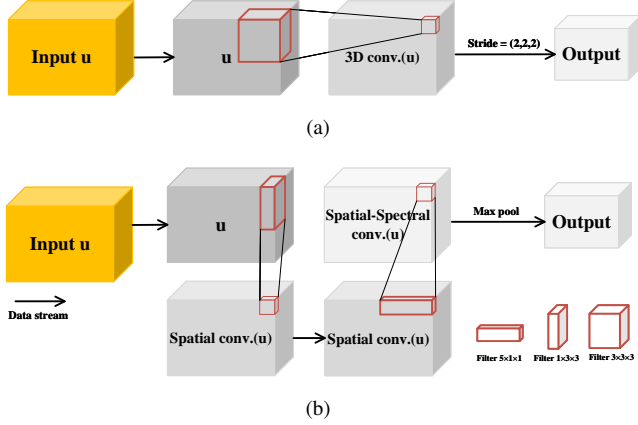 Input u
u
3D conv.(u)
Stride = (2,2,2)
Output
(a)
Input u
u
Spatial-Spectral
conv.(u)
Max pool
Output
Data stream
Spatial conv.(u)
Spatial conv.(u)
Filter 5×1×1
Filter 1×3×3
Filter 3×3×3
(b)